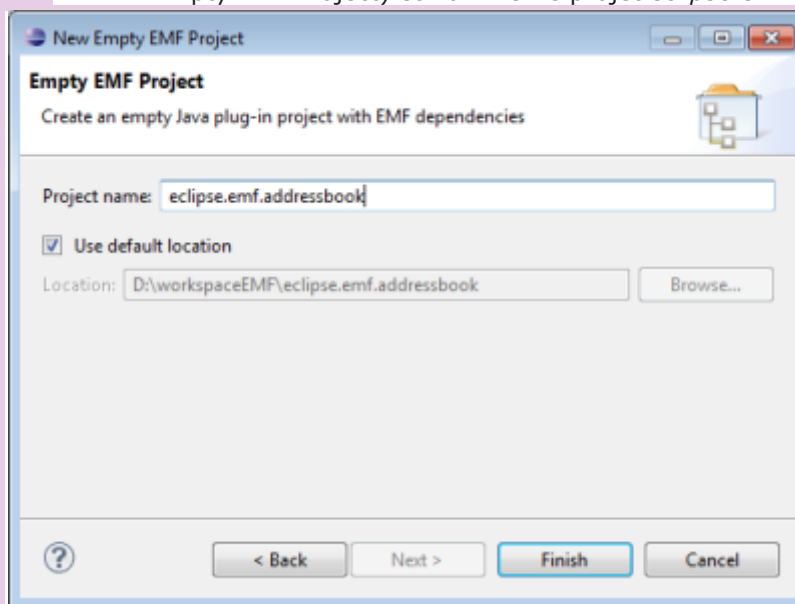 New Empty EMF Project
Empty EMF Project
Create an empty Java plug-in project with EMF dependencies
Project name: eclipse.emf.addressbook
Use default location
Location: D:\workspaceEMF\eclipse.emf.addressbook Browse...
? < Back Next > Finish Cancel